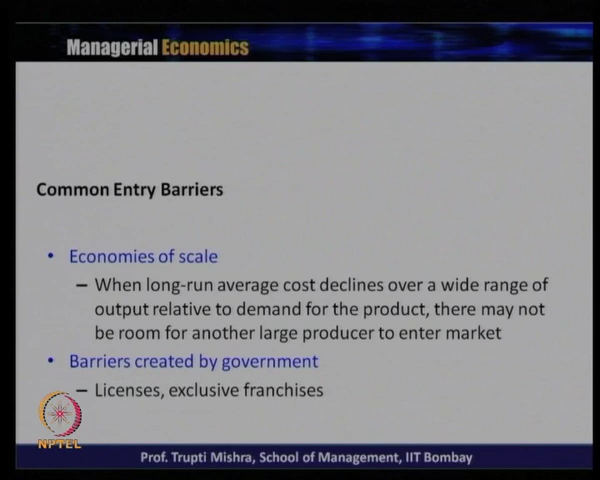 Managerial Economics
Common Entry Barriers
• Economies of scale
– When long-run average cost declines over a wide range of
output relative to demand for the product, there may not
be room for another large producer to enter market
• Barriers created by government
– Licenses, exclusive franchises
NPTEL
Prof. Trupti Mishra, School of Management, IIT Bombay